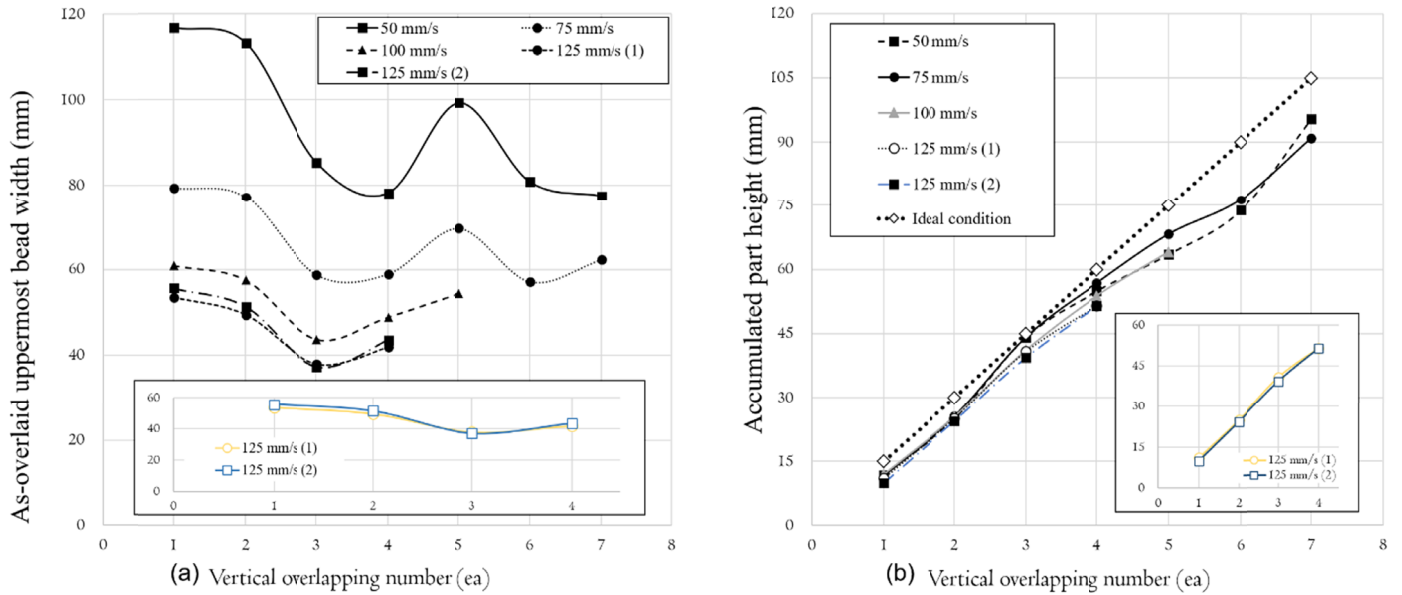 120
100
80
60
40
20
0
0 1 2 3 4 5 6 7 8
As-overlaid uppermost bead width (mm)
50 mm/s 75 mm/s
100 mm/s 125 mm/s (1)
125 mm/s (2)
60
40
20
0
0 1 2 3 4
125 mm/s (1)
125 mm/s (2)
(a) Vertical overlapping number (ea)
120
105
90
75
60
45
30
15
0
0 1 2 3 4 5 6 7 8
Accumulated part height (mm)
50 mm/s
75 mm/s
100 mm/s
125 mm/s (1)
125 mm/s (2)
Ideal condition
60
45
30
15
0
0 1 2 3 4
125 mm/s (1)
125 mm/s (2)
(b) Vertical overlapping number (ea)